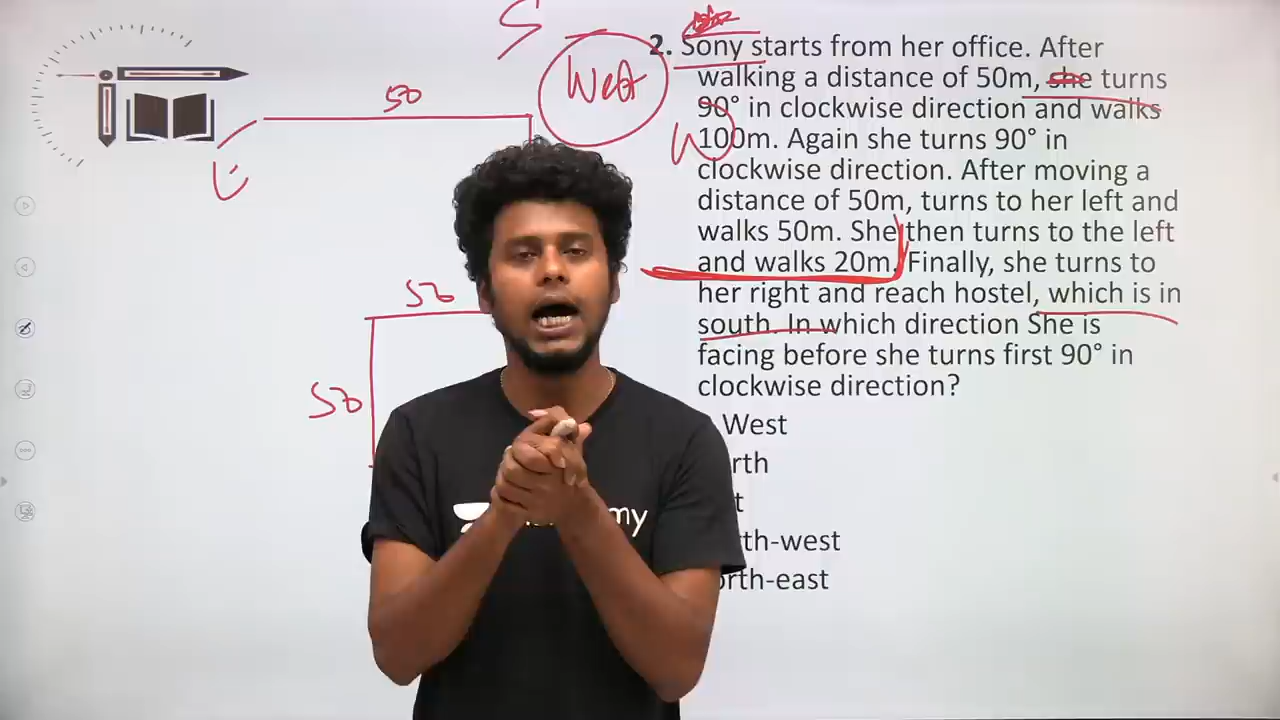 S
West
W
50
50
50
2. Sony starts from her office. After
walking a distance of 50m, she turns
90° in clockwise direction and walks
100m. Again she turns 90° in
clockwise direction. After moving a
distance of 50m, turns to her left and
walks 50m. She then turns to the left
and walks 20m. Finally, she turns to
her right and reach hostel, which is in
south. In which direction She is
facing before she turns first 90° in
clockwise direction?
West
rth
t
th-west
orth-east
my